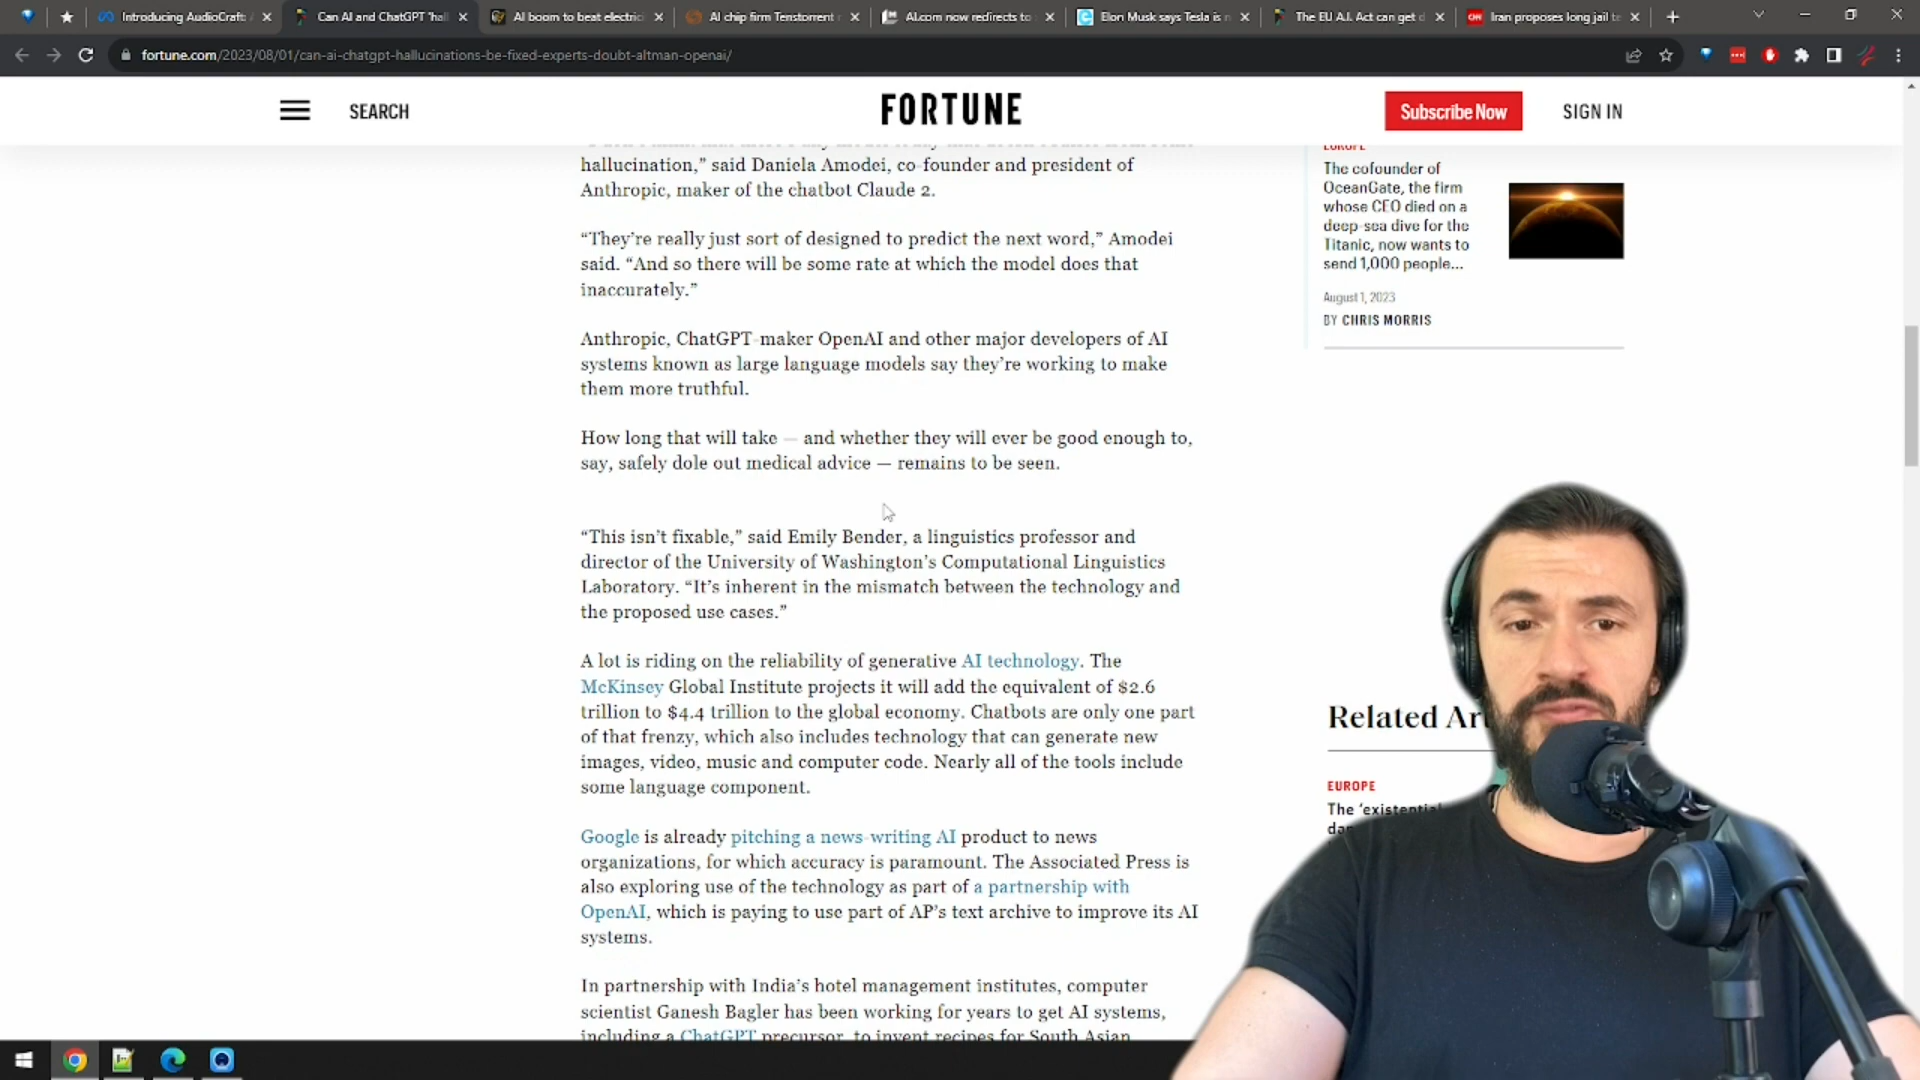 Introducing AudioCraft:
Can AI and ChatGPT 'hal
AI boom to beat electric
AI chip firm Tenstorrent
AI.com now redirects to
Elon Musk says Tesla is
The EU A.I. Act can get d
Iran proposes long jail te
fortune.com/2023/08/01/can-ai-chatgpt-hallucinations-be-fixed-experts-doubt-altman-openai/
SEARCH
FORTUNE
Subscribe Now
SIGN IN
hallucination,” said Daniela Amodei, co-founder and president of
Anthropic, maker of the chatbot Claude 2.
“They’re really just sort of designed to predict the next word,” Amodei
said. “And so there will be some rate at which the model does that
inaccurately.”
Anthropic, ChatGPT-maker OpenAI and other major developers of AI
systems known as large language models say they’re working to make
them more truthful.
How long that will take — and whether they will ever be good enough to,
say, safely dole out medical advice — remains to be seen.
“This isn’t fixable,” said Emily Bender, a linguistics professor and
director of the University of Washington’s Computational Linguistics
Laboratory. “It’s inherent in the mismatch between the technology and
the proposed use cases.”
A lot is riding on the reliability of generative AI technology. The
McKinsey Global Institute projects it will add the equivalent of $2.6
trillion to $4.4 trillion to the global economy. Chatbots are only one part
of that frenzy, which also includes technology that can generate new
images, video, music and computer code. Nearly all of the tools include
some language component.
Google is already pitching a news-writing AI product to news
organizations, for which accuracy is paramount. The Associated Press is
also exploring use of the technology as part of a partnership with
OpenAI, which is paying to use part of AP’s text archive to improve its AI
systems.
In partnership with India’s hotel management institutes, computer
scientist Ganesh Bagler has been working for years to get AI systems,
including a ChatGPT precursor, to invent recipes for South Asian
EUROPE
The cofounder of
OceanGate, the firm
whose CEO died on a
deep-sea dive for the
Titanic, now wants to
send 1,000 people...
August 1, 2023
BY CHRIS MORRIS
Related Art
EUROPE
The ‘existential